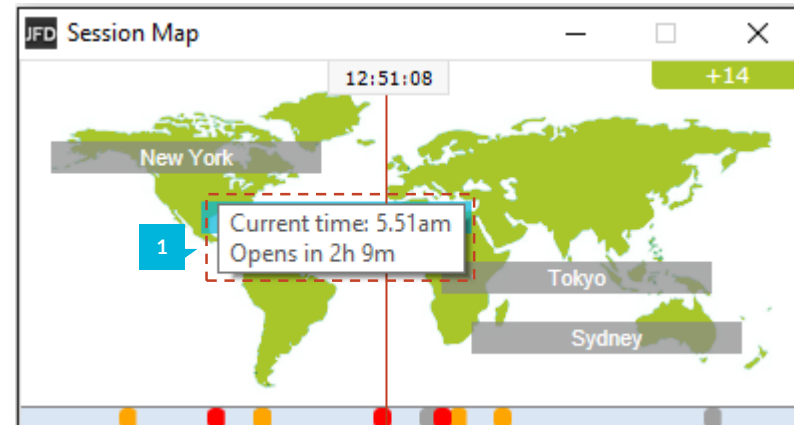 JFD Session Map
12:51:08
+14
New York
Current time: 5.51am
Opens in 2h 9m
1
Tokyo
Sydney